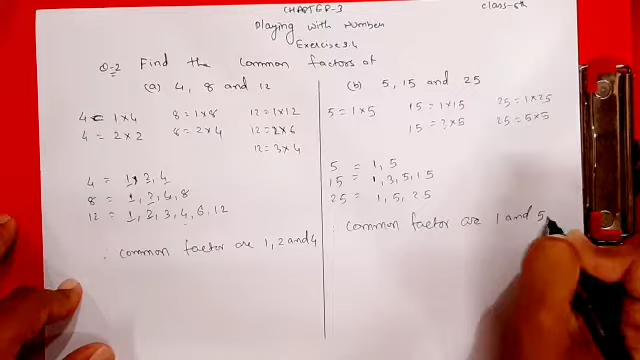 CHAPTER-3
Class-6th
Playing with Number
Exercise 3.4
Q-2 Find the common factors of
(a) 4, 8 and 12
4 = 1×4 8 = 1×8 12 = 1×12
4 = 2×2 8 = 2×4 12 = 2×6
12 = 3×4
4 = 1, 2, 4
8 = 1, 2, 4, 8
12 = 1, 2, 3, 4, 6, 12
∴ common factor are 1, 2 and 4
(b) 5, 15 and 25
5 = 1×5 15 = 1×15 25 = 1×25
15 = 3×5 25 = 5×5
5 = 1, 5
15 = 1, 3, 5, 15
25 = 1, 5, 25
∴ common factor are 1 and 5